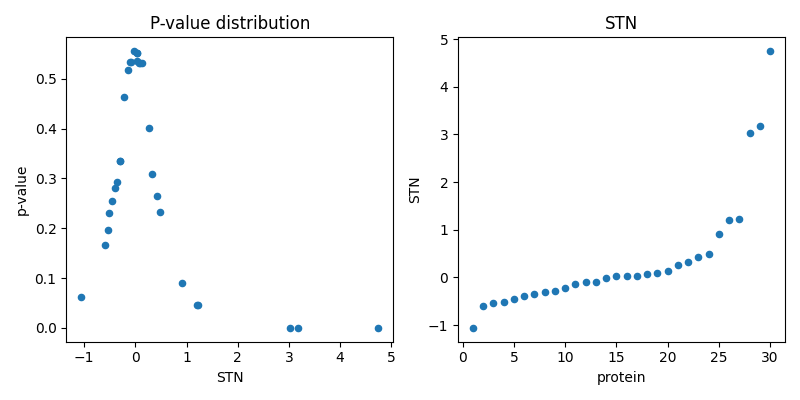 P-value distribution
p-value
0.5
0.4
0.3
0.2
0.1
0.0
−1 0 1 2 3 4 5
STN
STN
STN
5
4
3
2
1
0
−1
0 5 10 15 20 25 30
protein